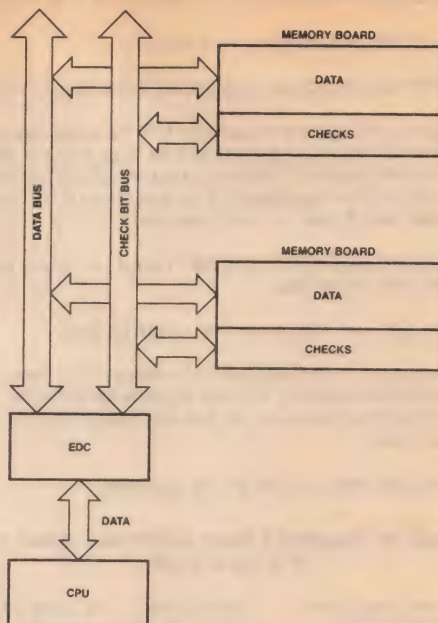 MEMORY BOARD
DATA
CHECKS
DATA BUS
CHECK BIT BUS
MEMORY BOARD
DATA
CHECKS
EDC
DATA
CPU